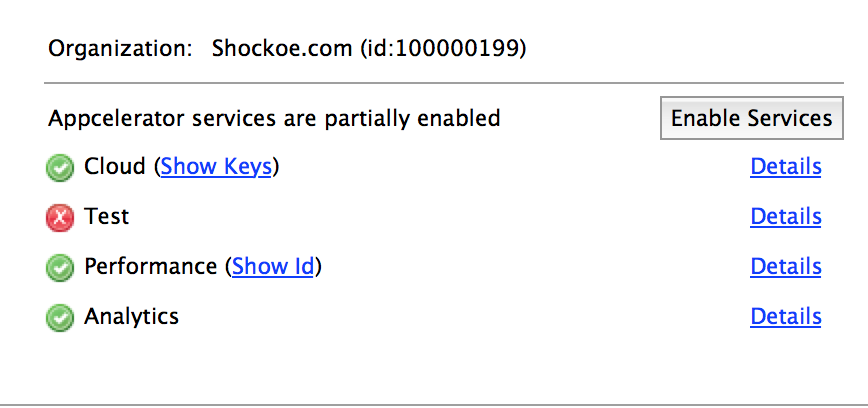 Organization: Shockoe.com (id:100000199)
Appcelerator services are partially enabled Enable Services
Cloud (Show Keys) Details
Test Details
Performance (Show Id) Details
Analytics Details